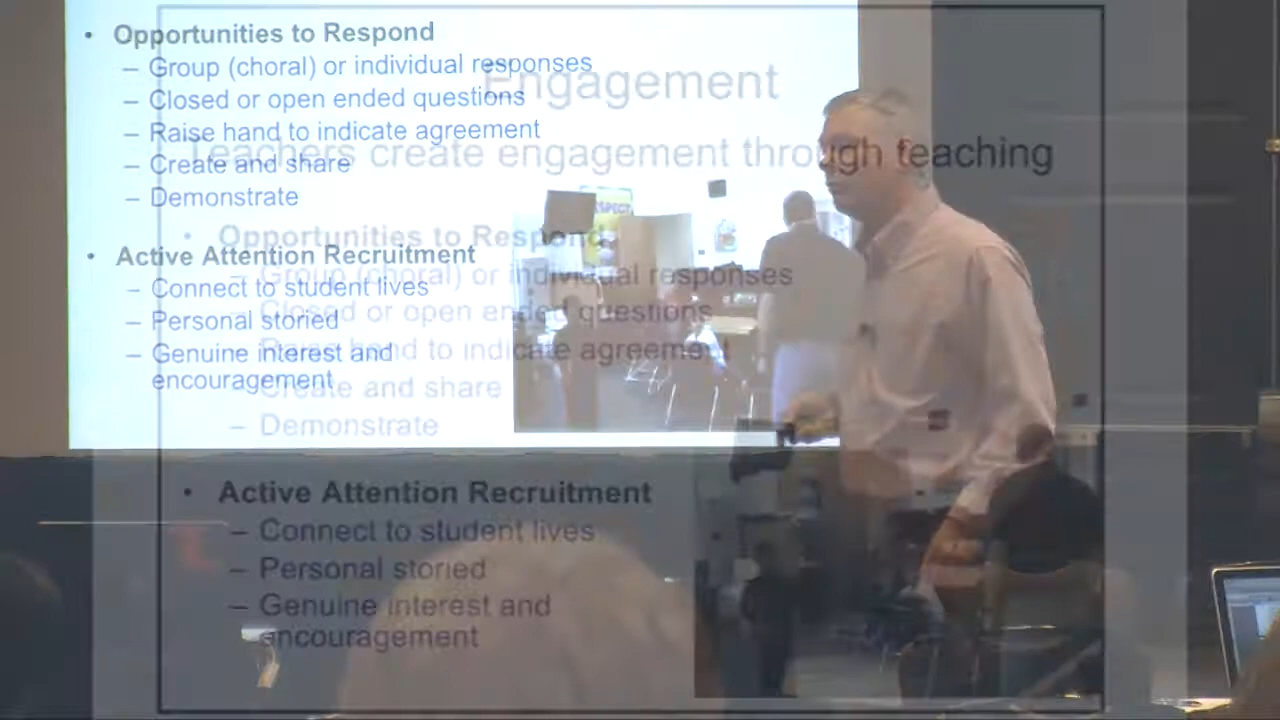 • Opportunities to Respond
– Group (choral) or individual responses
– Closed or open ended questions
– Raise hand to indicate agreement
– Create and share
– Demonstrate
• Active Attention Recruitment
– Connect to student lives
– Personal storied
– Genuine interest and
encouragement
Engagement
Teachers create engagement through teaching
• Opportunities to Respond
– Group (choral) or individual responses
– Closed or open ended questions
– Raise hand to indicate agreement
– Create and share
– Demonstrate
• Active Attention Recruitment
– Connect to student lives
– Personal storied
– Genuine interest and
encouragement
RESPECT